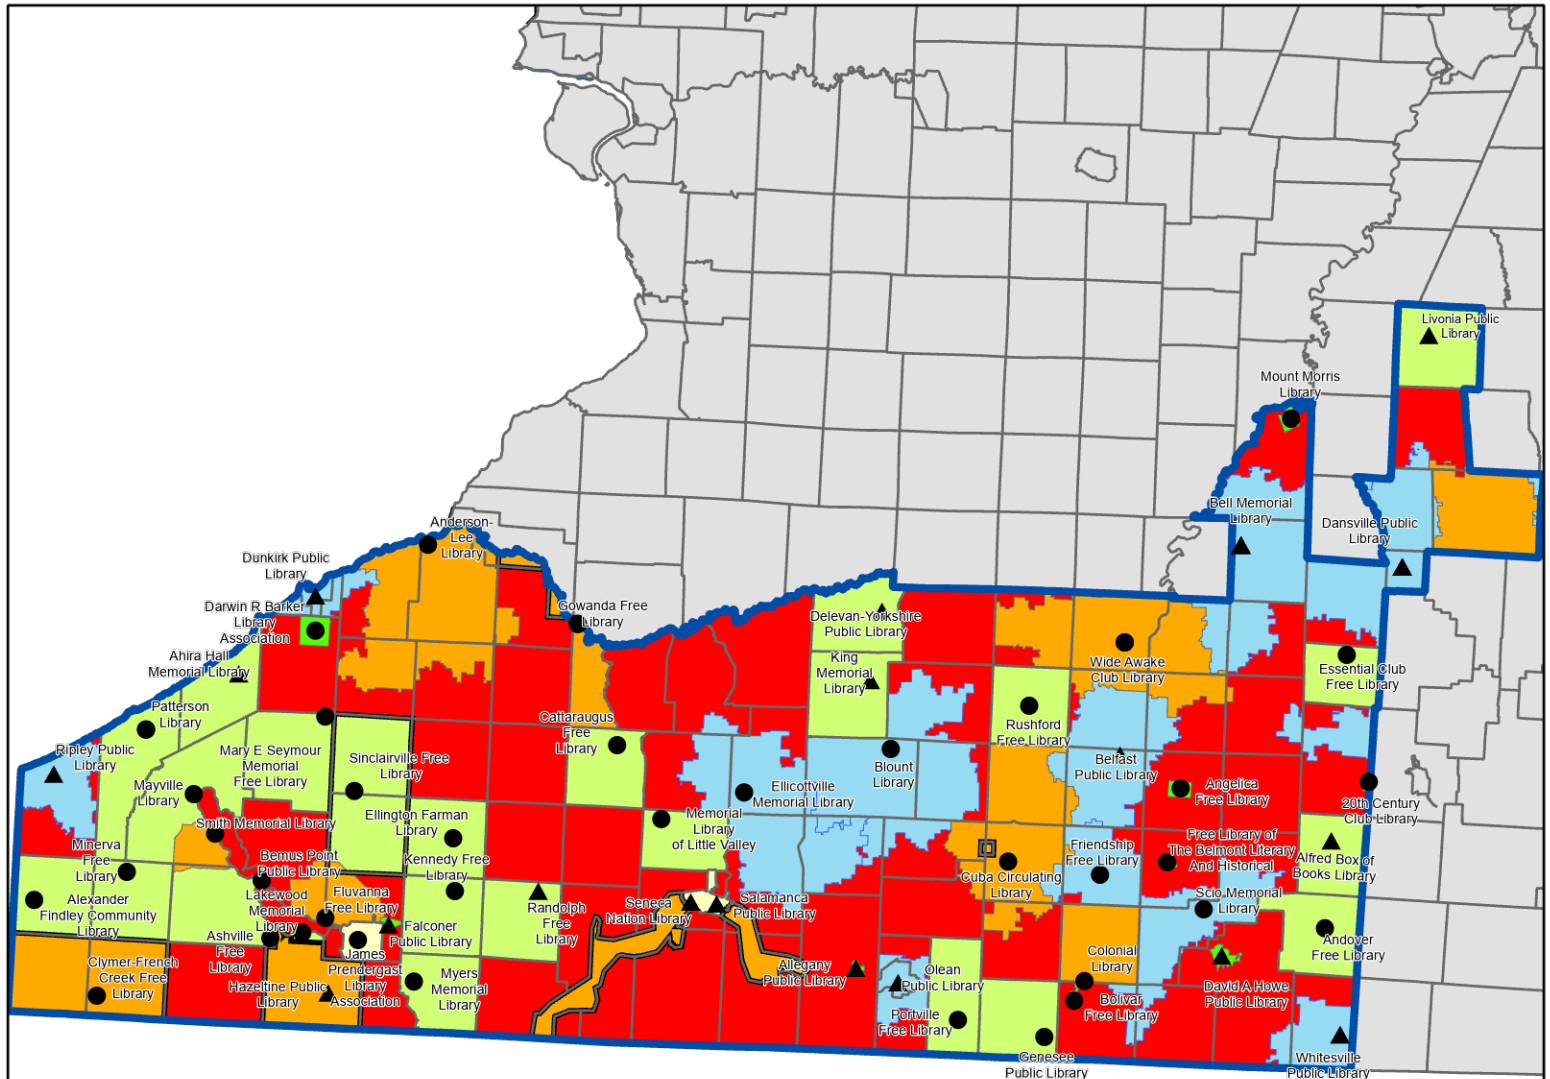 Livonia Public
Library
Mount Morris
Library
Bell Memorial
Library
Dansville Public
Library
Anderson-
Lee
Library
Dunkirk Public
Library
Darwin R Barker
Library
Association
Gowanda Free
Library
Delevan-Yorkshire
Public Library
Ahira Hall
Memorial Library
King
Memorial
Library
Wide Awake
Club Library
Essential Club
Free Library
Patterson
Library
Cattaraugus
Free
Library
Rushford
Free Library
Ripley Public
Library
Mary E Seymour
Memorial
Free Library
Sinclairville Free
Library
Blount
Library
Belfast
Public Library
Mayville
Library
Ellicottville
Memorial Library
Angelica
Free Library
20th Century
Club Library
Smith Memorial Library
Ellington Farman
Library
Memorial
Library
of Little Valley
Minerva
Free
Library
Bemus Point
Public Library
Kennedy Free
Library
Friendship
Free Library
Free Library of
The Belmont Literary
And Historical
Alfred Box of
Books Library
Cuba Circulating
Library
Alexander
Findley Community
Library
Lakewood
Memorial
Library
Fluvanna
Free Library
Randolph
Free
Library
Seneca
Nation Library
Salamanca
Public Library
Scio Memorial
Library
Ashville
Free
Library
Falconer
Public Library
Andover
Free Library
Clymer-French
Creek Free
Library
James
Prendergast
Library
Association
Hazeltine Public
Library
Myers
Memorial
Library
Allegany
Public Library
Olean
Public Library
Colonial
Library
David A Howe
Public Library
Portville
Free Library
Bolivar
Free Library
Genesee
Public Library
Whitesville
Public Library